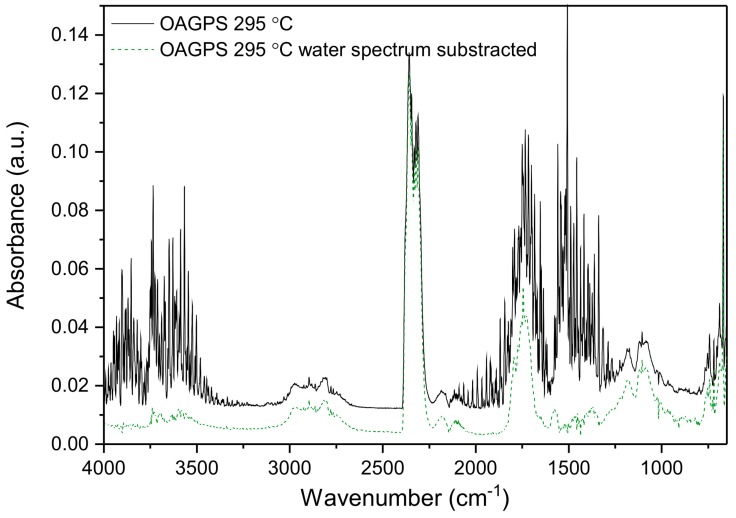 OAGPS 295 °C
OAGPS 295 °C water spectrum substracted
Absorbance (a.u.)
0.14
0.12
0.10
0.08
0.06
0.04
0.02
0.00
4000 3500 3000 2500 2000 1500 1000
Wavenumber (cm⁻¹)